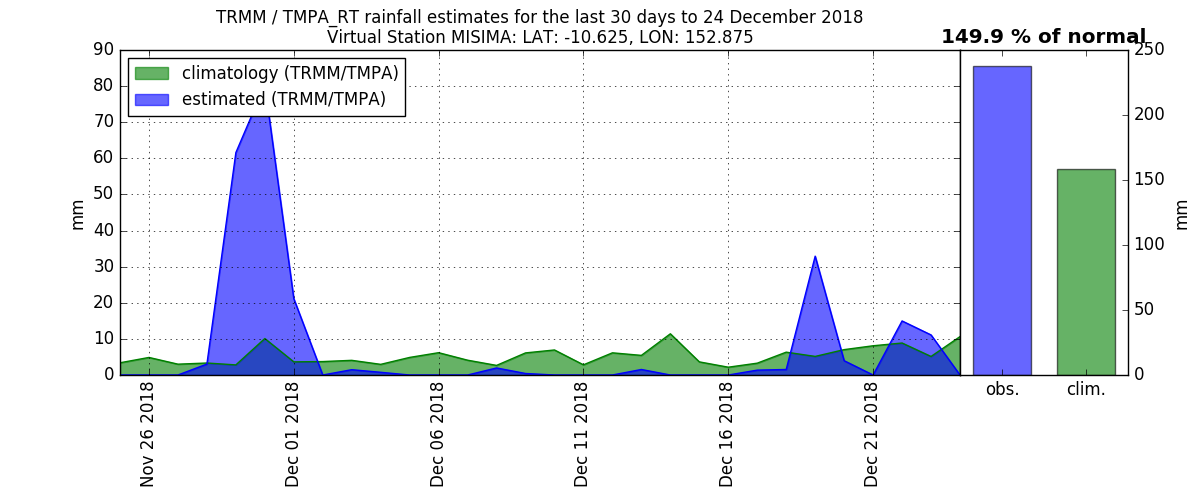 TRMM / TMPA_RT rainfall estimates for the last 30 days to 24 December 2018
Virtual Station MISIMA: LAT: -10.625, LON: 152.875
149.9 % of normal
climatology (TRMM/TMPA)
estimated (TRMM/TMPA)
90
80
70
60
50
40
30
20
10
0
mm
Nov 26 2018
Dec 01 2018
Dec 06 2018
Dec 11 2018
Dec 16 2018
Dec 21 2018
obs.
clim.
250
200
150
100
50
0
mm